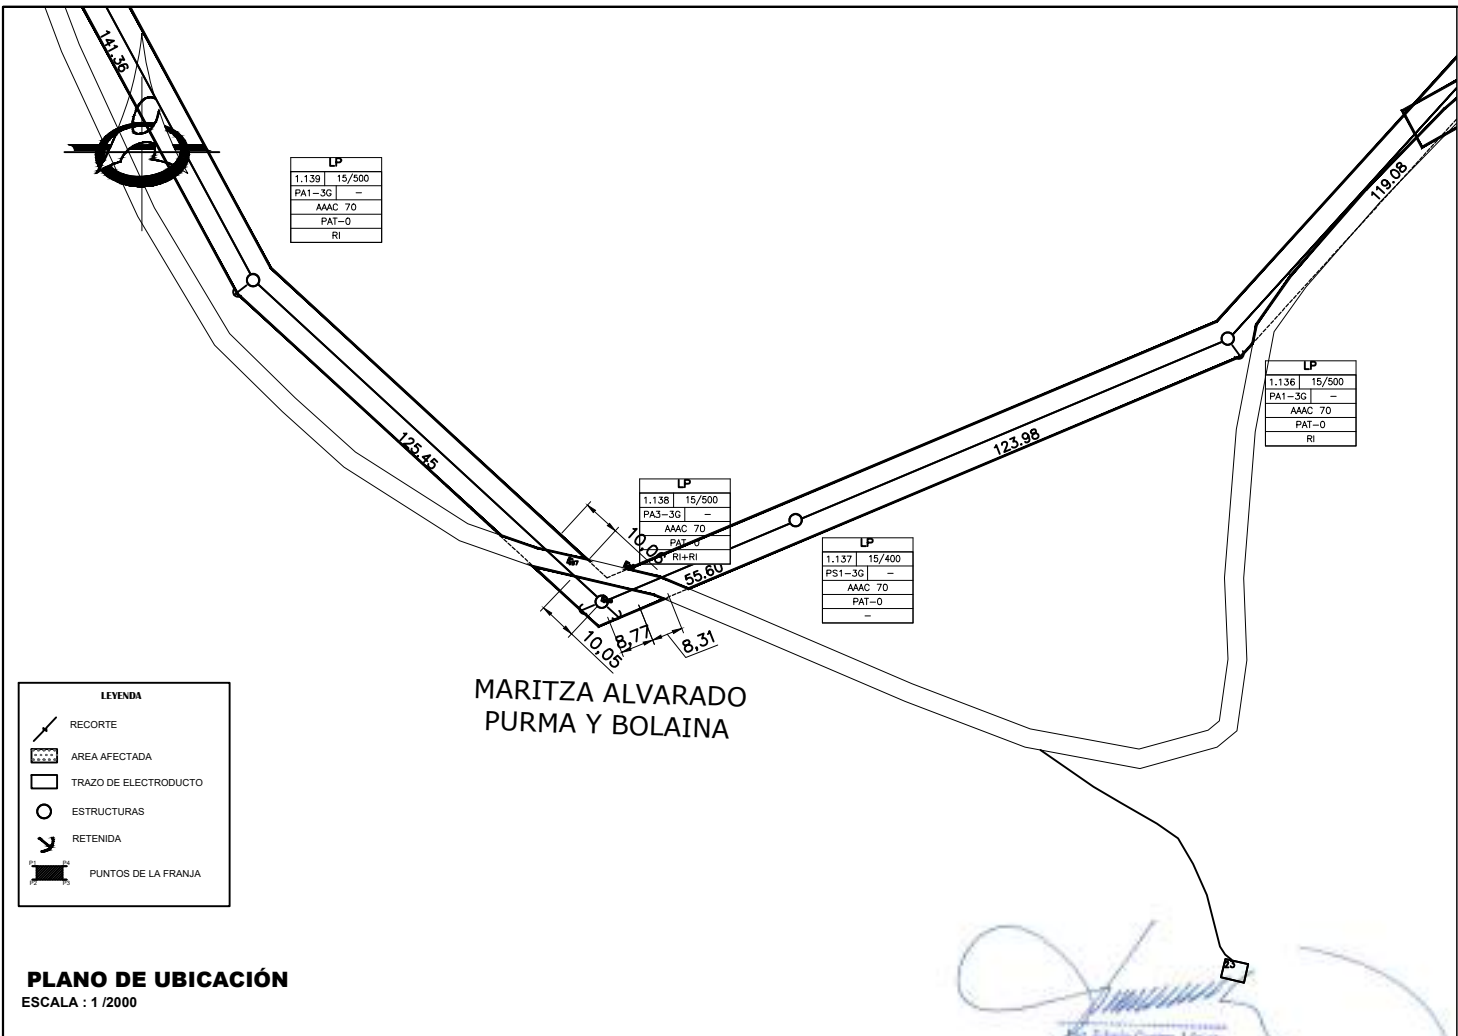 141.36
LP
1.139 15/500
PA1-3G -
AAAC 70
PAT-0
RI
119.08
125.45
123.98
LP
1.136 15/500
PA1-3G -
AAAC 70
PAT-0
RI
LP
1.138 15/500
PA3-3G -
AAAC 70
PAT-0
RI+RI
10,05
55.60
LP
1.137 15/400
PS1-3G -
AAAC 70
PAT-0
-
10,05
8,77
8,31
MARITZA ALVARADO
PURMA Y BOLAINA
LEYENDA
RECORTE
AREA AFECTADA
TRAZO DE ELECTRODUCTO
ESTRUCTURAS
RETENIDA
P1 P4
PUNTOS DE LA FRANJA
P2 P3
23
PLANO DE UBICACIÓN
ESCALA : 1 /2000